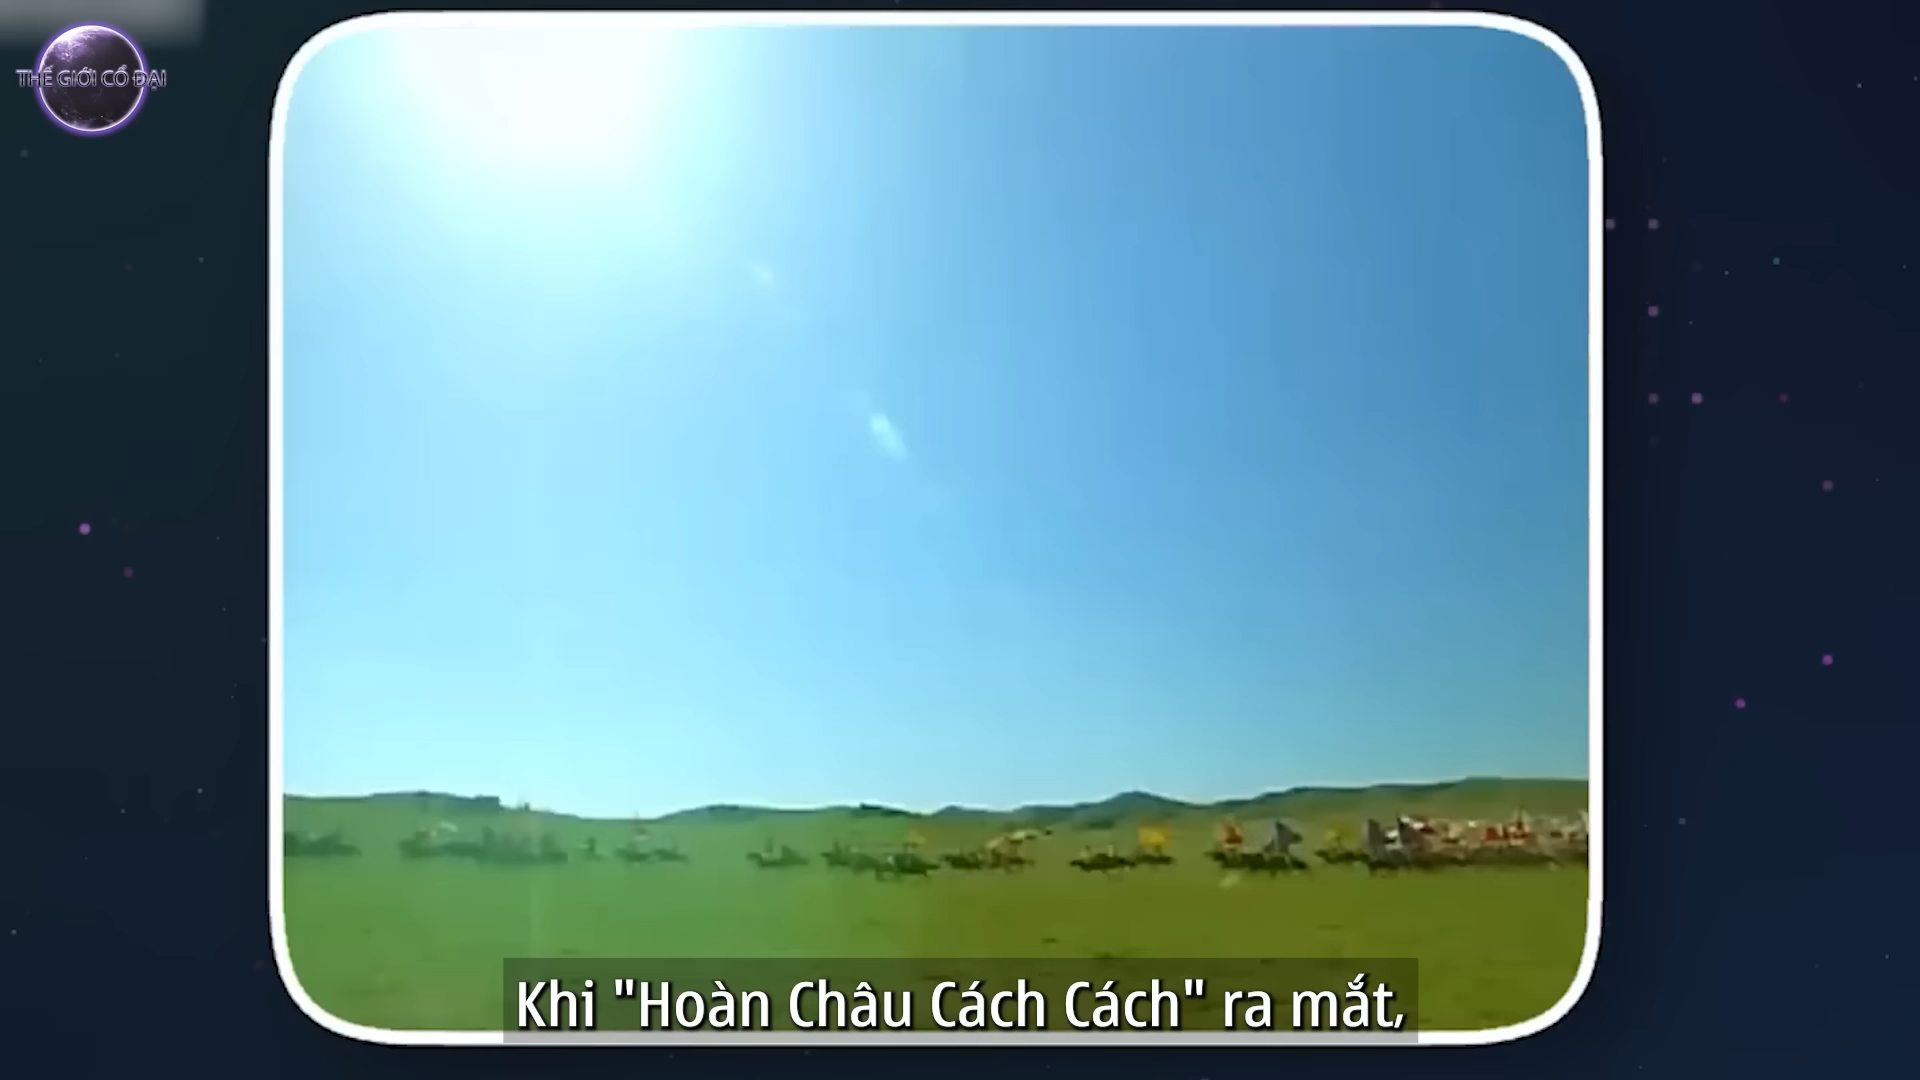 THẾ GIỚI CỔ ĐẠI
Khi "Hoàn Châu Cách Cách" ra mắt,